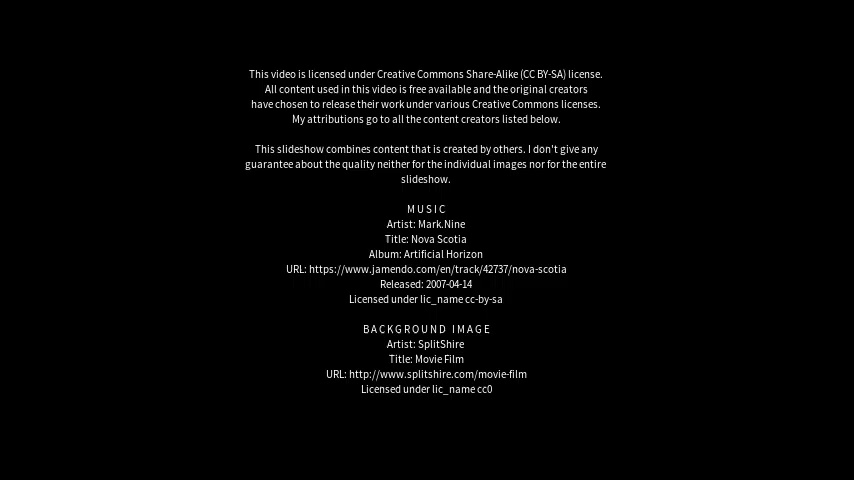 This video is licensed under Creative Commons Share-Alike (CC BY-SA) license.
All content used in this video is free available and the original creators
have chosen to release their work under various Creative Commons licenses.
My attributions go to all the content creators listed below.
This slideshow combines content that is created by others. I don't give any
guarantee about the quality neither for the individual images nor for the entire
slideshow.
MUSIC
Artist: Mark.Nine
Title: Nova Scotia
Album: Artificial Horizon
URL: https://www.jamendo.com/en/track/42737/nova-scotia
Released: 2007-04-14
Licensed under lic_name cc-by-sa
BACKGROUND IMAGE
Artist: SplitShire
Title: Movie Film
URL: http://www.splitshire.com/movie-film
Licensed under lic_name cc0